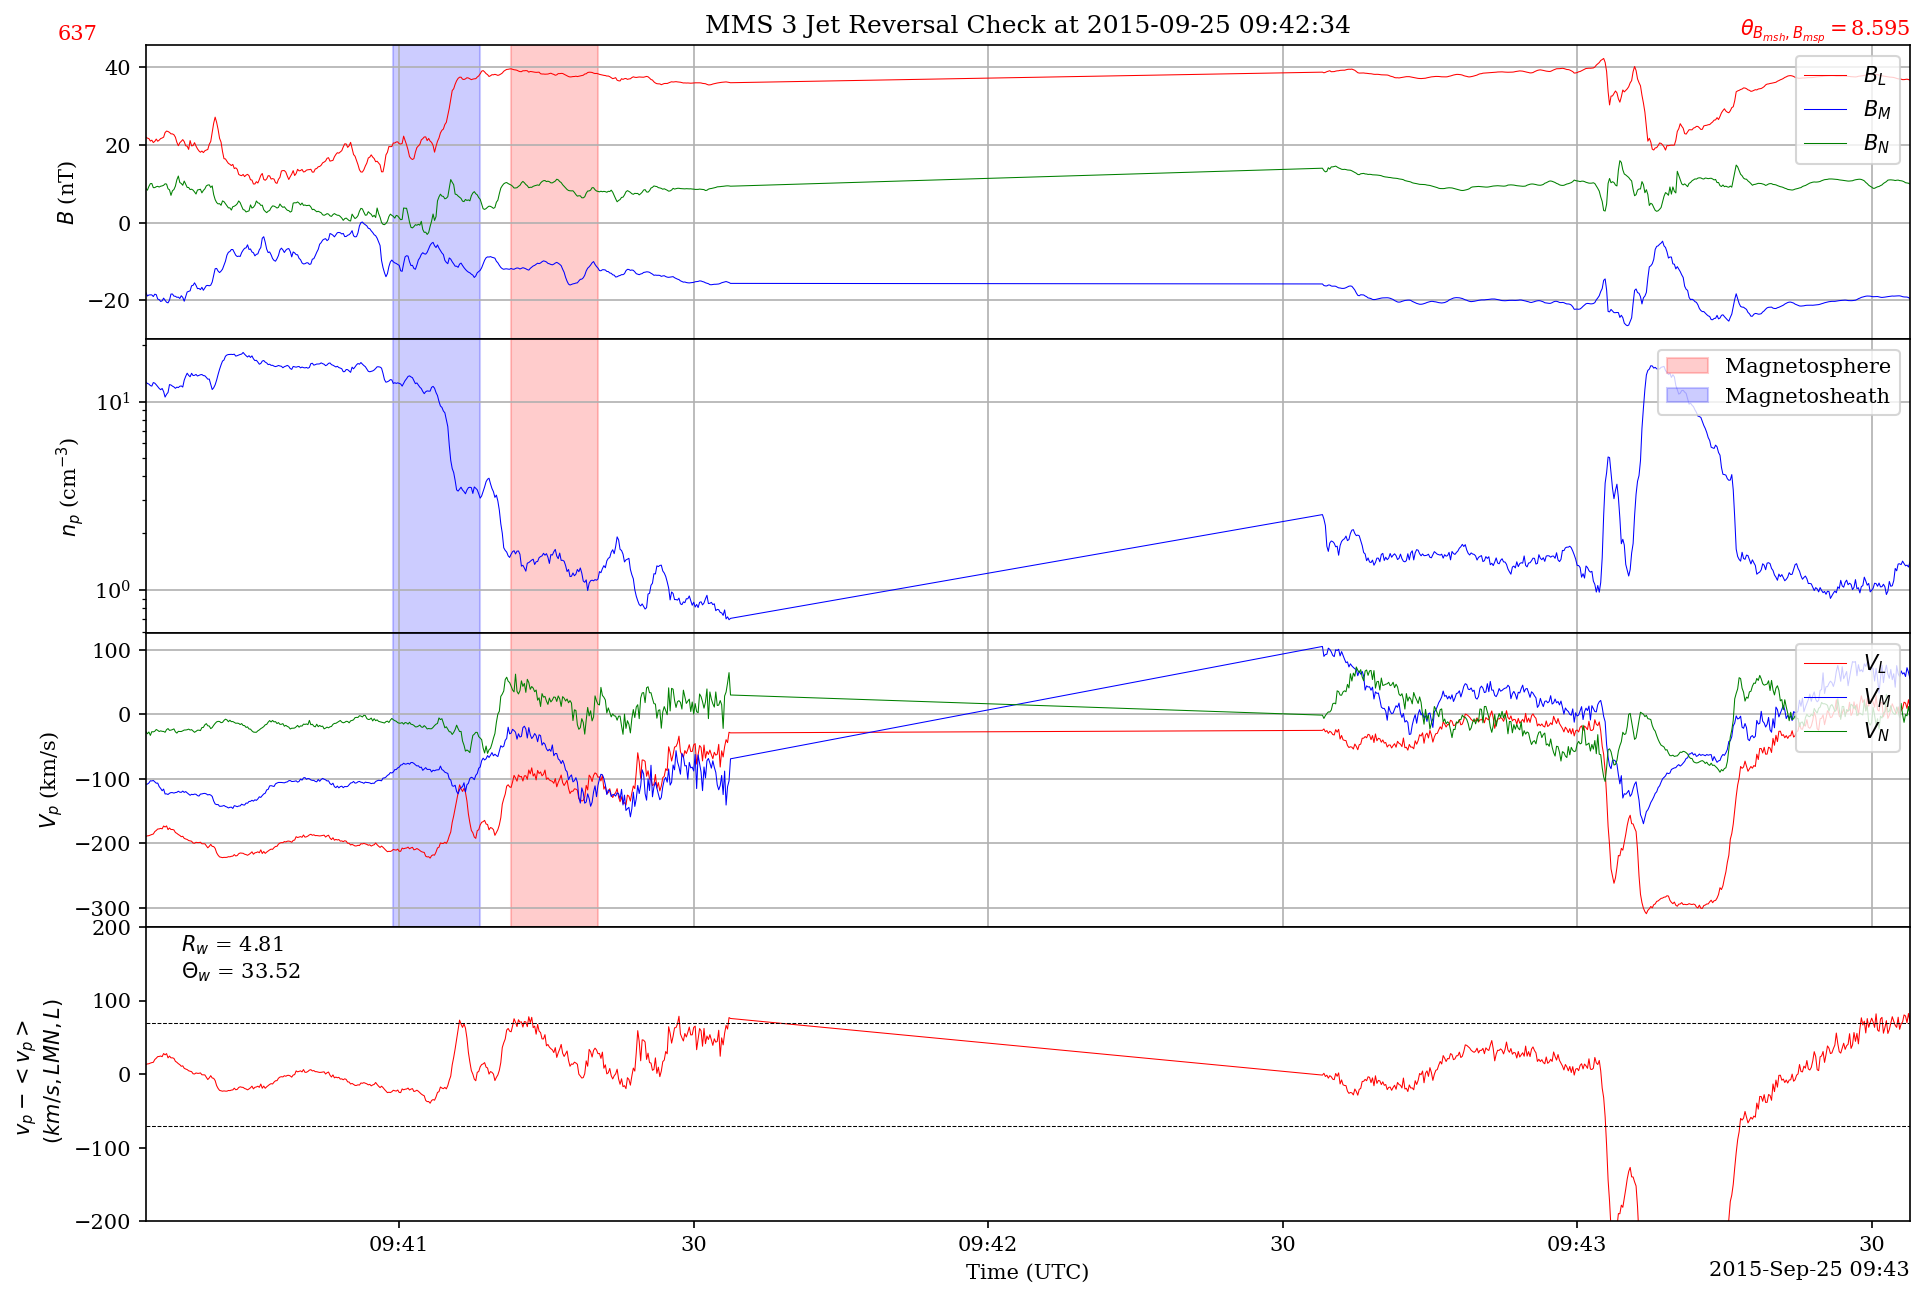 637
MMS 3 Jet Reversal Check at 2015-09-25 09:42:34
θ_{B_{msh}, B_{msp}} = 8.595
40
20
0
−20
B (nT)
B_L
B_M
B_N
10^1
10^0
n_p (cm^{−3})
Magnetosphere
Magnetosheath
100
0
−100
−200
−300
V_p (km/s)
V_L
V_M
V_N
200
100
0
−100
−200
v_p − < v_p >
(km/s, LMN, L)
R_w = 4.81
Θ_w = 33.52
09:41
30
09:42
30
09:43
30
Time (UTC)
2015-Sep-25 09:43